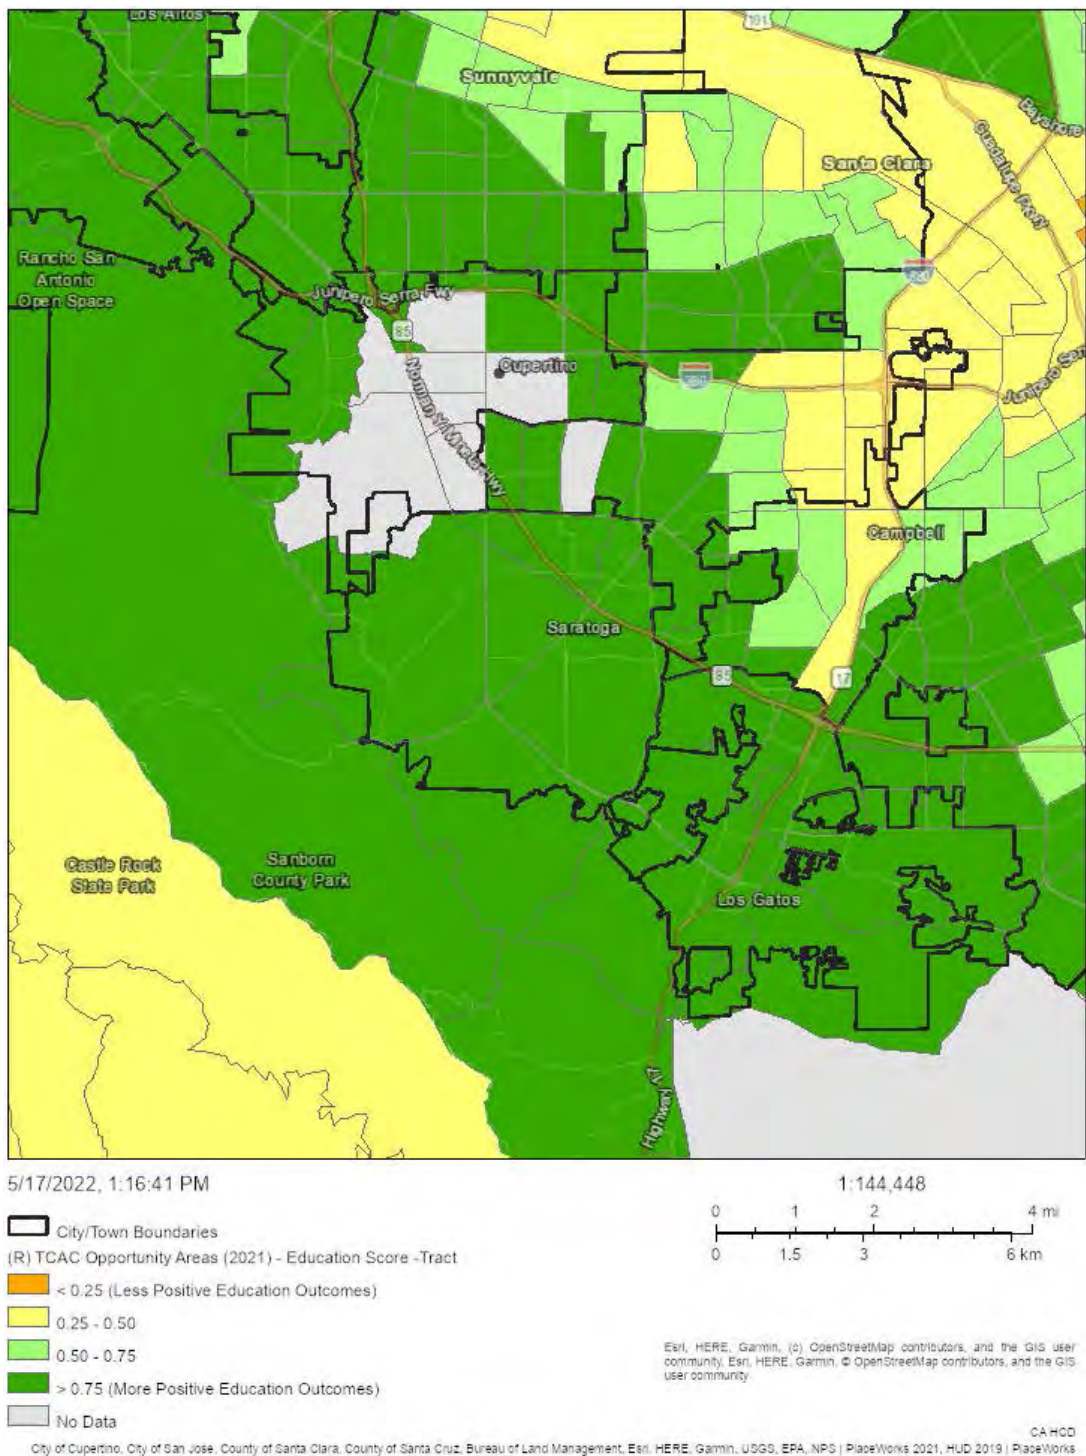 Los Altos
101
Sunnyvale
Bayshore
Guadalupe Pkwy
Santa Clara
Rancho San
Antonio
Open Space
Junipero Serra Fwy
85
Cupertino
Norman Y Mineta Hwy
Junipero Ser
280
Campbell
Saratoga
85
17
Castle Rock
State Park
Sanborn
County Park
Los Gatos
Highway 17
5/17/2022, 1:16:41 PM
1:144,448
0 1 2 4 mi
0 1.5 3 6 km
City/Town Boundaries
(R) TCAC Opportunity Areas (2021) - Education Score -Tract
< 0.25 (Less Positive Education Outcomes)
0.25 - 0.50
0.50 - 0.75
> 0.75 (More Positive Education Outcomes)
No Data
Esri, HERE, Garmin, (c) OpenStreetMap contributors, and the GIS user
community, Esri, HERE, Garmin, © OpenStreetMap contributors, and the GIS
user community
CA HCD
City of Cupertino, City of San Jose, County of Santa Clara, County of Santa Cruz, Bureau of Land Management, Esri, HERE, Garmin, USGS, EPA, NPS | PlaceWorks 2021, HUD 2019 | PlaceWorks